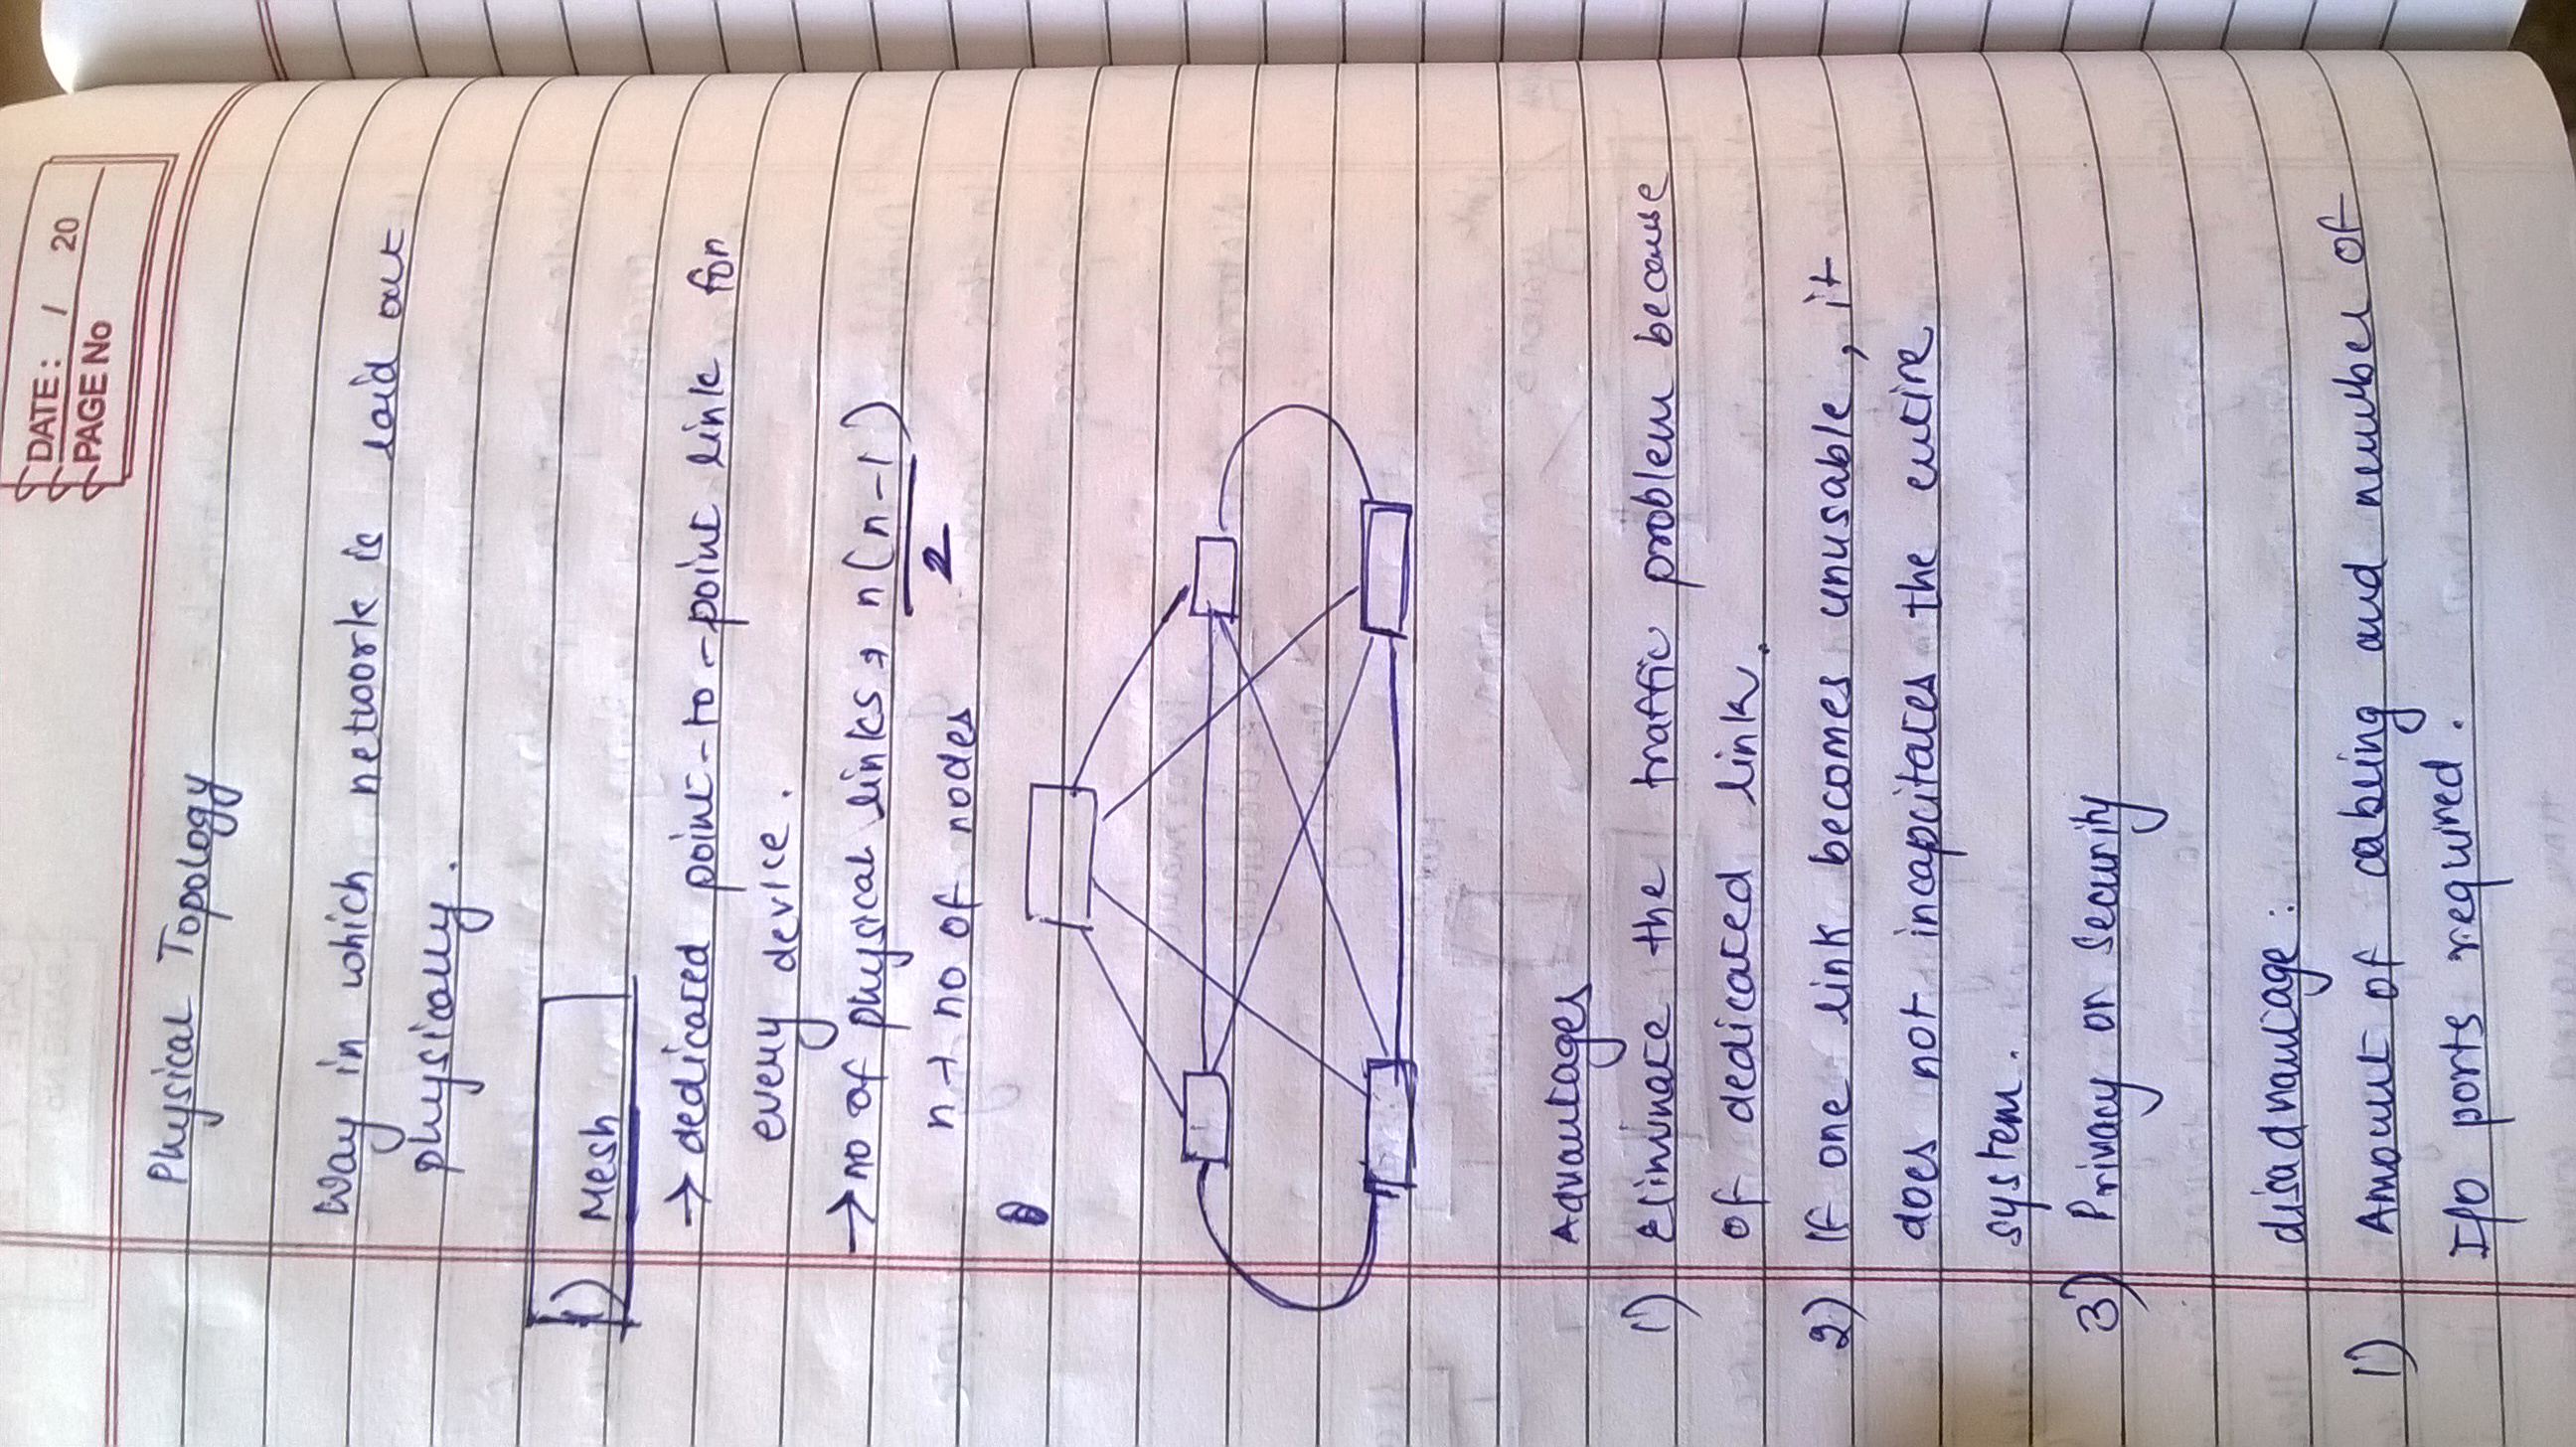 DATE: / 20
PAGE No
Physical Topology
Way in which network is laid out
physically.
1) Mesh
→ dedicated point-to-point link for
every device.
→ no of physical links → n(n-1)
2
n → no of nodes
Advantages
1) Eliminate the traffic problem because
of dedicated link.
2) If one link becomes unusable, it
does not incapcitates the entire
system.
3) Privacy or security
disadvantage:
1) Amount of cabling and number of
I/O ports required.